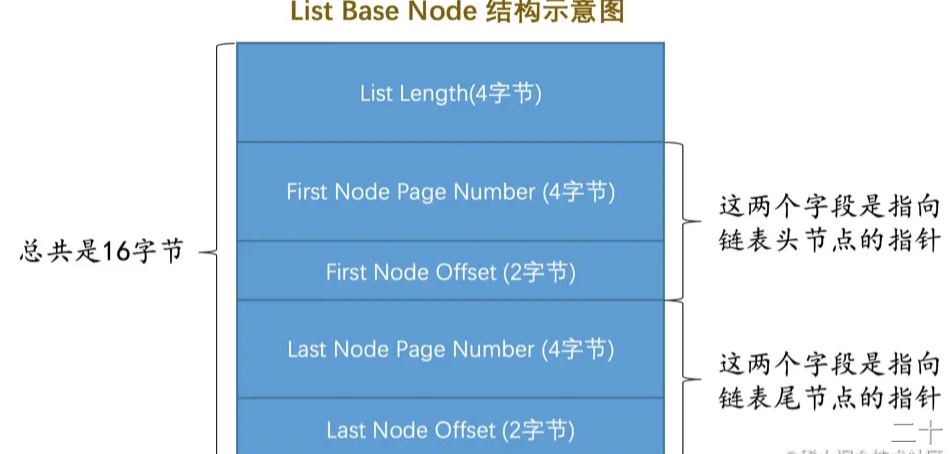 List Base Node 结构示意图
List Length(4字节)
First Node Page Number (4字节)
这两个字段是指向
链表头节点的指针
总共是16字节
First Node Offset (2字节)
Last Node Page Number (4字节)
这两个字段是指向
链表尾节点的指针
Last Node Offset (2字节)
二十